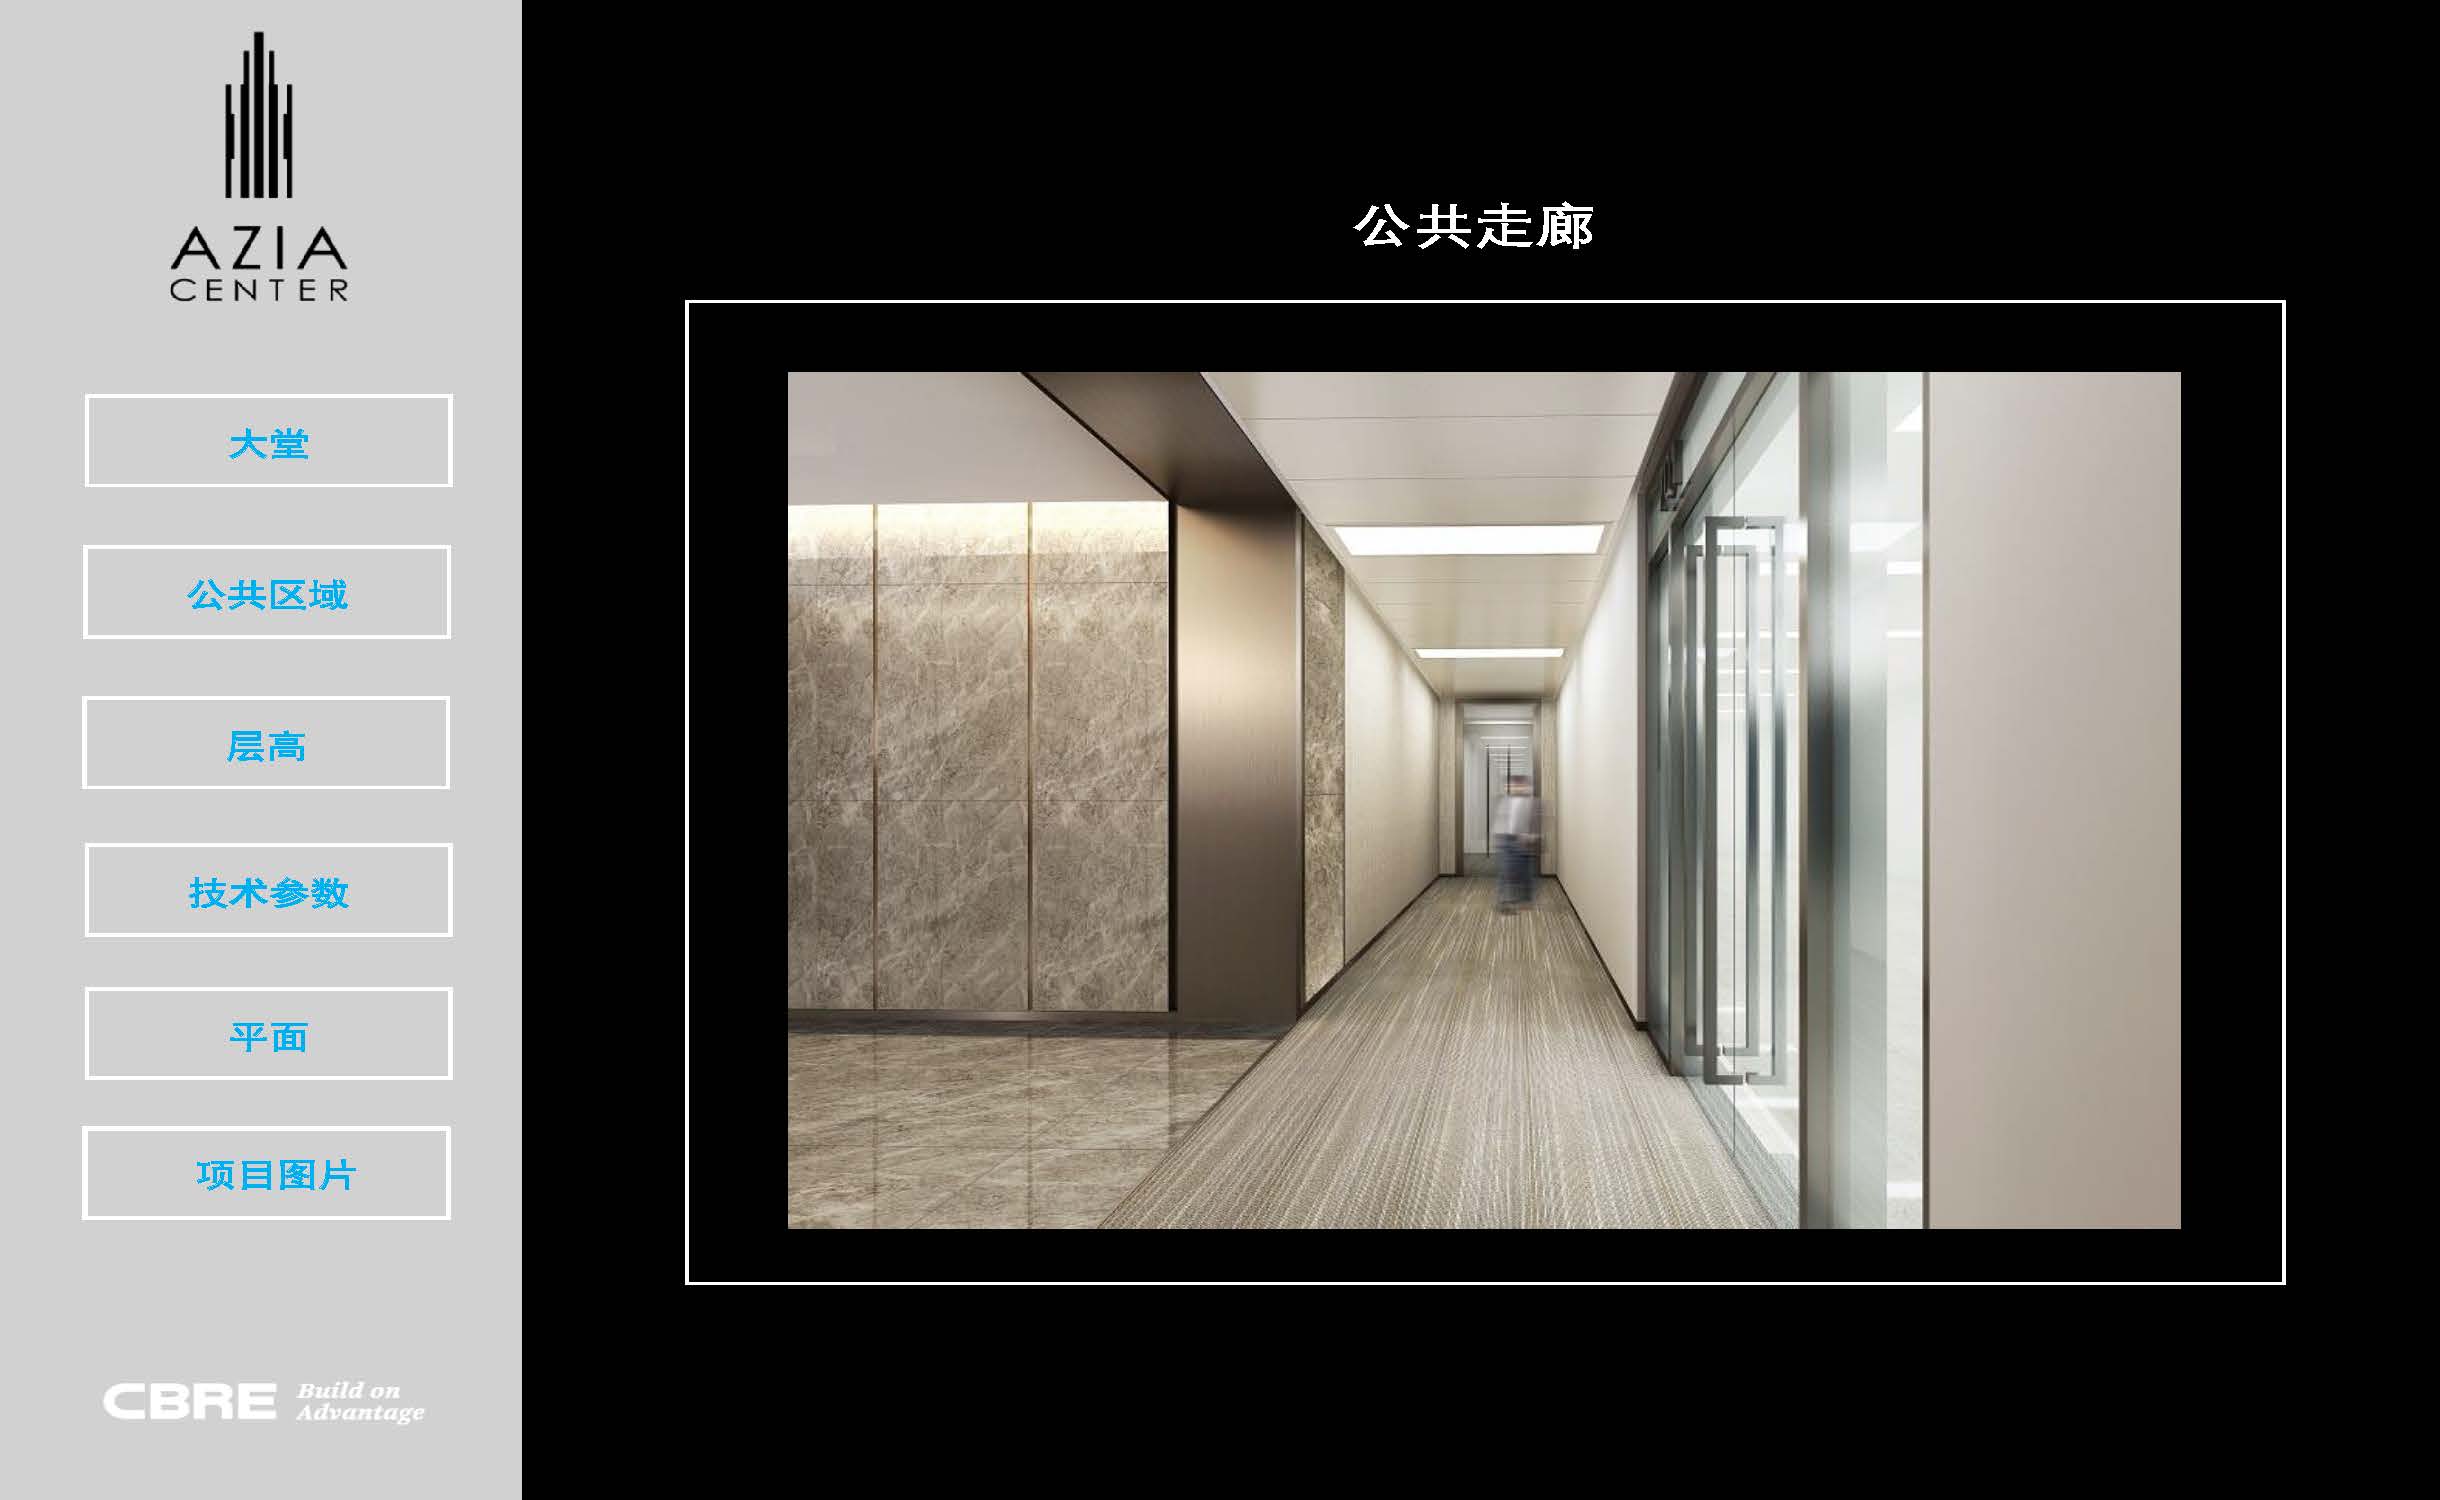 AZIA
CENTER
大堂
公共区域
层高
技术参数
平面
项目图片
CBRE Build on
Advantage
公共走廊